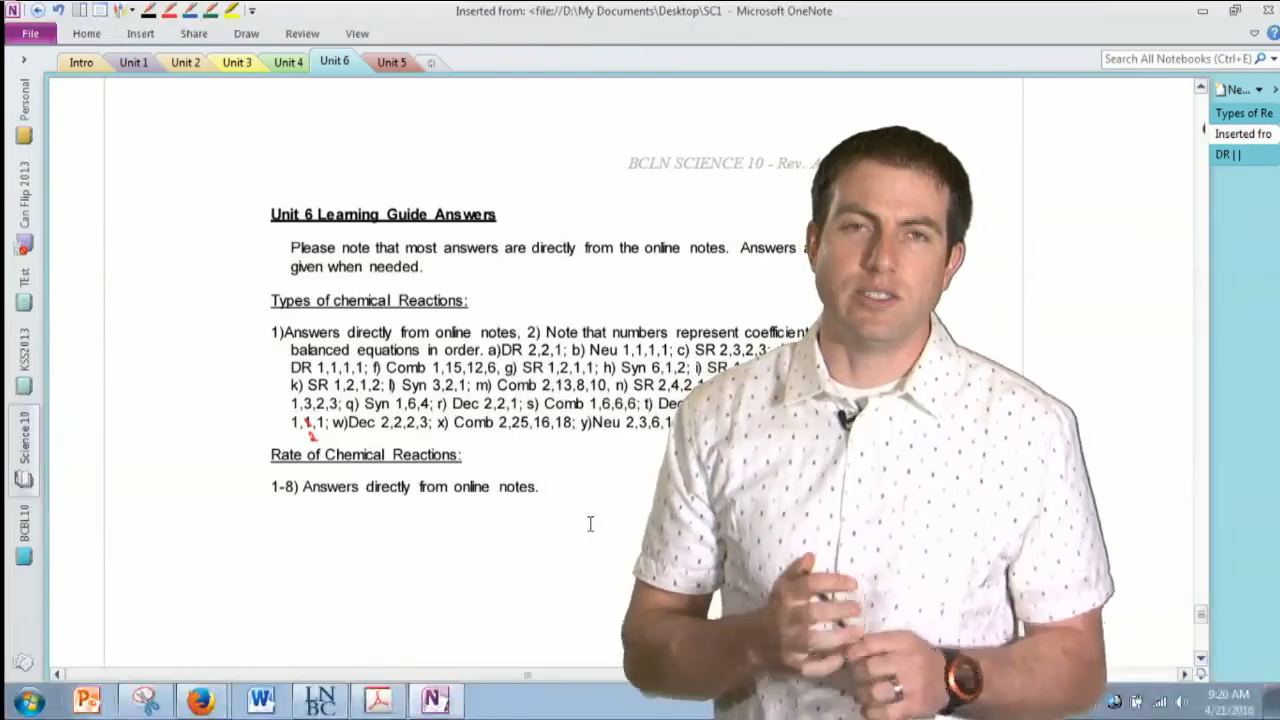 Inserted from: <file://D:\My Documents\Desktop\SC1 - Microsoft OneNote
File Home Insert Share Draw Review View
Intro Unit 1 Unit 2 Unit 3 Unit 4 Unit 6 Unit 5
Search All Notebooks (Ctrl+E)
Ne...
Types of Re
Inserted fro
DR | |
Personal
Can Flip 2013
TEst
KSS2013
Science 10
BCBL10
BCLN SCIENCE 10 - Rev.
Unit 6 Learning Guide Answers
Please note that most answers are directly from the online notes. Answers
given when needed.
Types of chemical Reactions:
1)Answers directly from online notes, 2) Note that numbers represent coefficient
balanced equations in order. a)DR 2,2,1; b) Neu 1,1,1,1; c) SR 2,3,2,3;
DR 1,1,1,1; f) Comb 1,15,12,6, g) SR 1,2,1,1; h) Syn 6,1,2; i) SR
k) SR 1,2,1,2; l) Syn 3,2,1; m) Comb 2,13,8,10, n) SR 2,4,2
1,3,2,3; q) Syn 1,6,4; r) Dec 2,2,1; s) Comb 1,6,6,6; t) Dec
1,1,1; w)Dec 2,2,2,3; x) Comb 2,25,16,18; y)Neu 2,3,6,1
2
Rate of Chemical Reactions:
1-8) Answers directly from online notes.
LN
BC
9:20 AM
4/21/2016